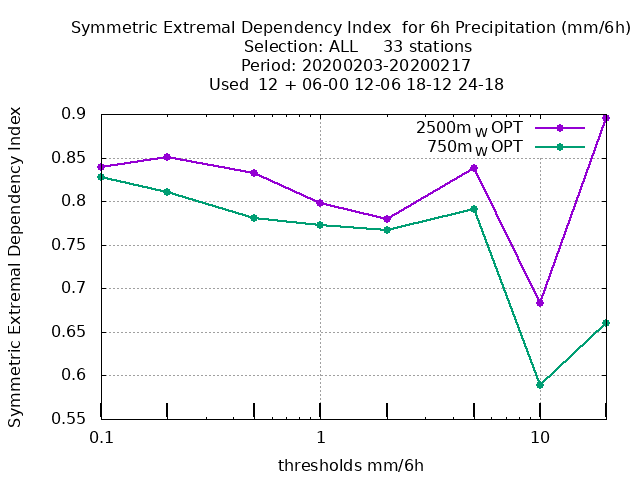 Symmetric Extremal Dependency Index  for 6h Precipitation (mm/6h)
Selection: ALL     33 stations
Period: 20200203-20200217
Used  12 + 06-00 12-06 18-12 24-18
Symmetric Extremal Dependency Index
0.9
0.85
0.8
0.75
0.7
0.65
0.6
0.55
2500m W OPT
750m W OPT
0.1 1 10
thresholds mm/6h